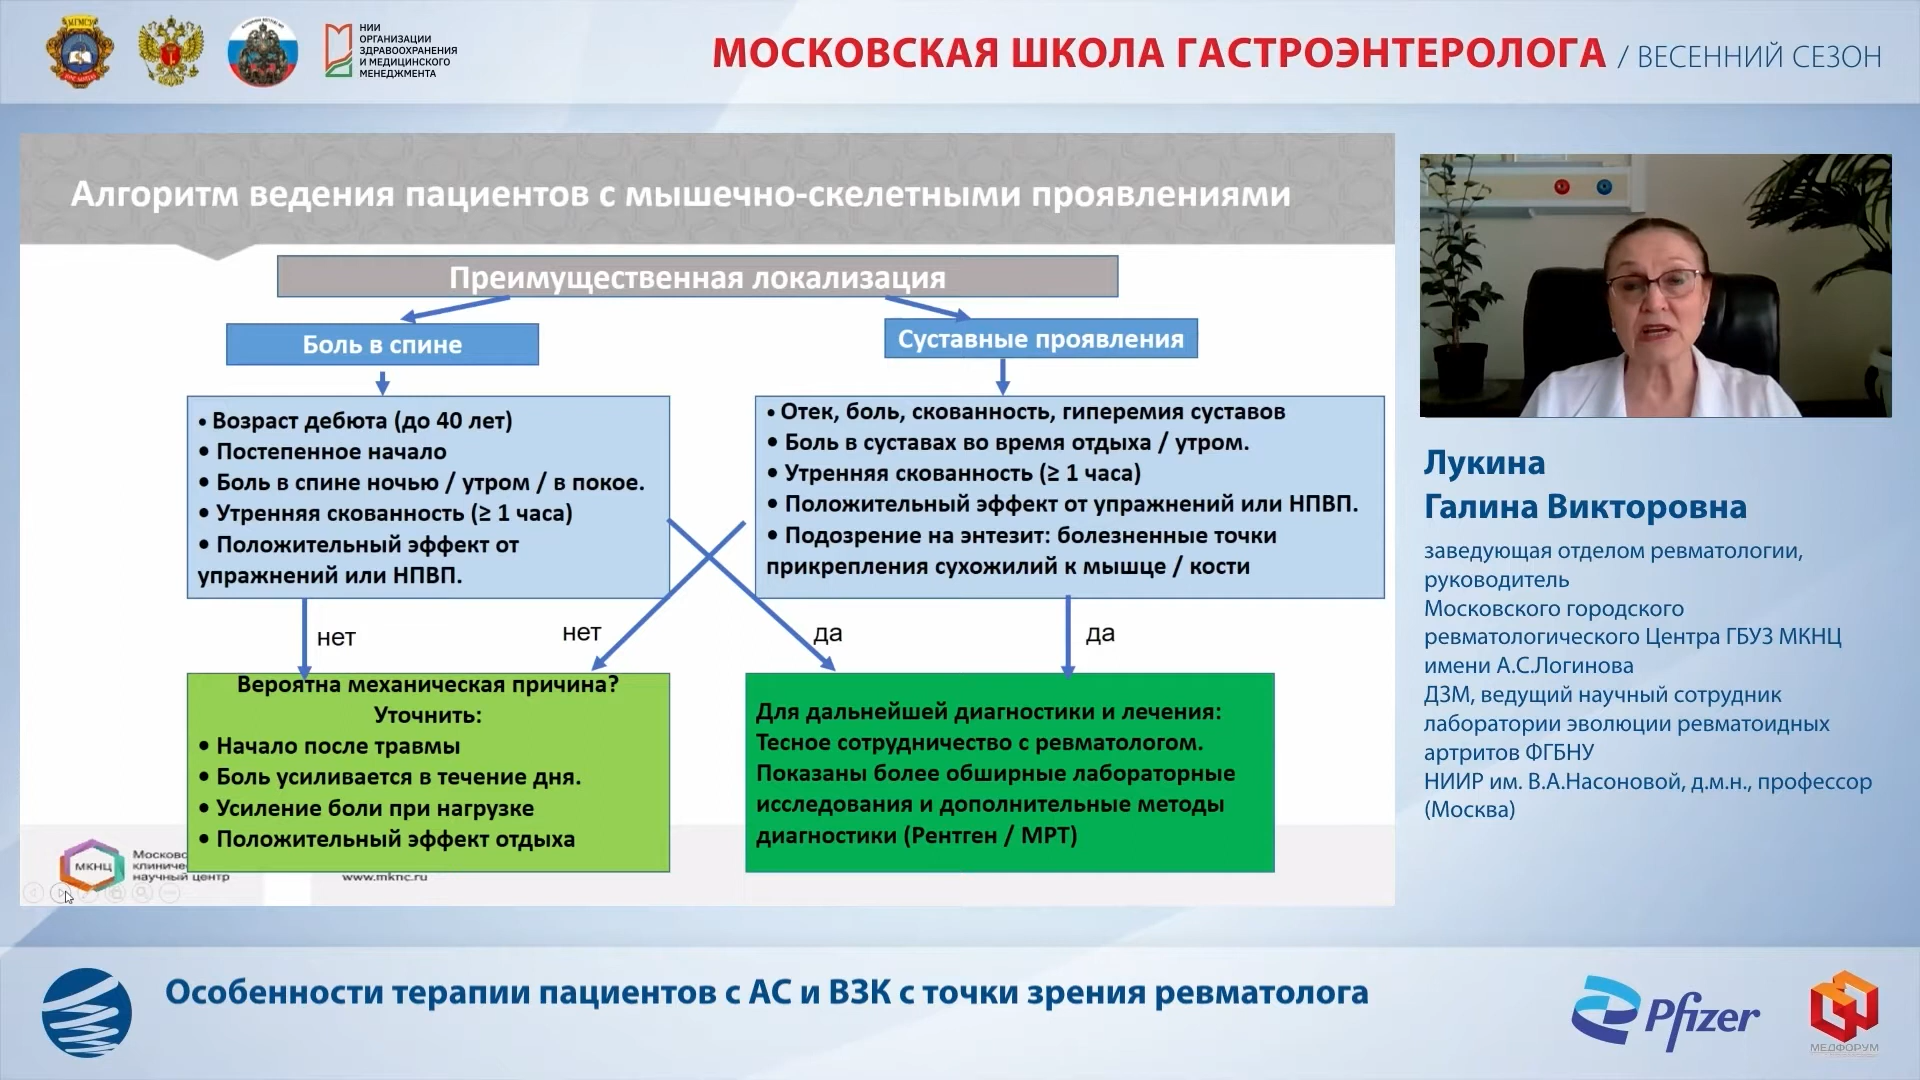 МГМСУ
НИИ
ОРГАНИЗАЦИИ
ЗДРАВООХРАНЕНИЯ
И МЕДИЦИНСКОГО
МЕНЕДЖМЕНТА
МОСКОВСКАЯ ШКОЛА ГАСТРОЭНТЕРОЛОГА / ВЕСЕННИЙ СЕЗОН
Алгоритм ведения пациентов с мышечно-скелетными проявлениями
Преимущественная локализация
Боль в спине
Суставные проявления
• Возраст дебюта (до 40 лет)
• Постепенное начало
• Боль в спине ночью / утром / в покое.
• Утренняя скованность (≥ 1 часа)
• Положительный эффект от
упражнений или НПВП.
• Отек, боль, скованность, гиперемия суставов
• Боль в суставах во время отдыха / утром.
• Утренняя скованность (≥ 1 часа)
• Положительный эффект от упражнений или НПВП.
• Подозрение на энтезит: болезненные точки
прикрепления сухожилий к мышце / кости
нет
нет
да
да
Вероятна механическая причина?
Уточнить:
• Начало после травмы
• Боль усиливается в течение дня.
• Усиление боли при нагрузке
• Положительный эффект отдыха
Для дальнейшей диагностики и лечения:
Тесное сотрудничество с ревматологом.
Показаны более обширные лабораторные
исследования и дополнительные методы
диагностики (Рентген / МРТ)
МКНЦ
научный центр
www.mknc.ru
Лукина
Галина Викторовна
заведующая отделом ревматологии,
руководитель
Московского городского
ревматологического Центра ГБУЗ МКНЦ
имени А.С.Логинова
ДЗМ, ведущий научный сотрудник
лаборатории эволюции ревматоидных
артритов ФГБНУ
НИИР им. В.А.Насоновой, д.м.н., профессор
(Москва)
Особенности терапии пациентов с АС и ВЗК с точки зрения ревматолога
Pfizer
МЕДФОРУМ